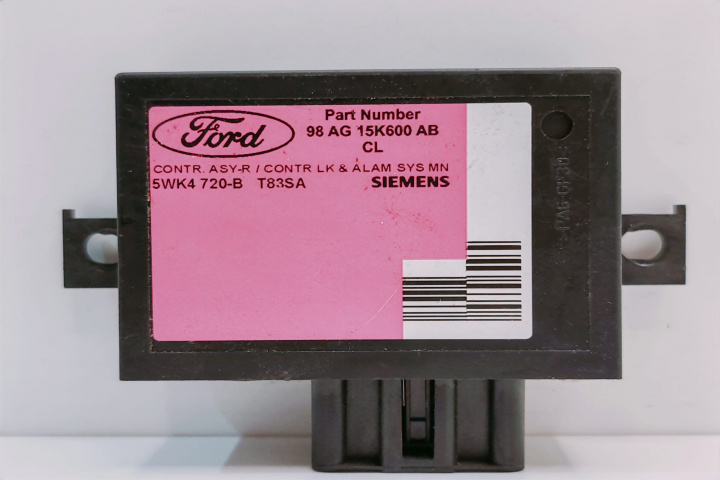 Ford
Part Number
98 AG 15K600 AB
CL
CONTR. ASY-R / CONTR LK & ALAM SYS MN
5WK4 720-B T83SA
SIEMENS